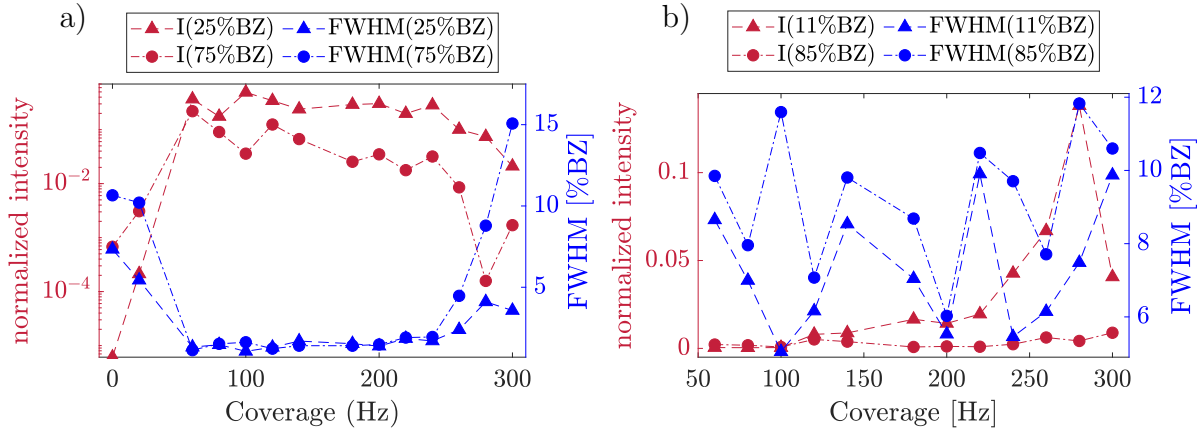 a)
I(25%BZ) FWHM(25%BZ)
I(75%BZ) FWHM(75%BZ)
normalized intensity
10⁻²
10⁻⁴
15
10
5
FWHM [%BZ]
0 100 200 300
Coverage (Hz)
b)
I(11%BZ) FWHM(11%BZ)
I(85%BZ) FWHM(85%BZ)
normalized intensity
0.1
0.05
0
12
10
8
6
FWHM [%BZ]
50 100 150 200 250 300
Coverage [Hz]